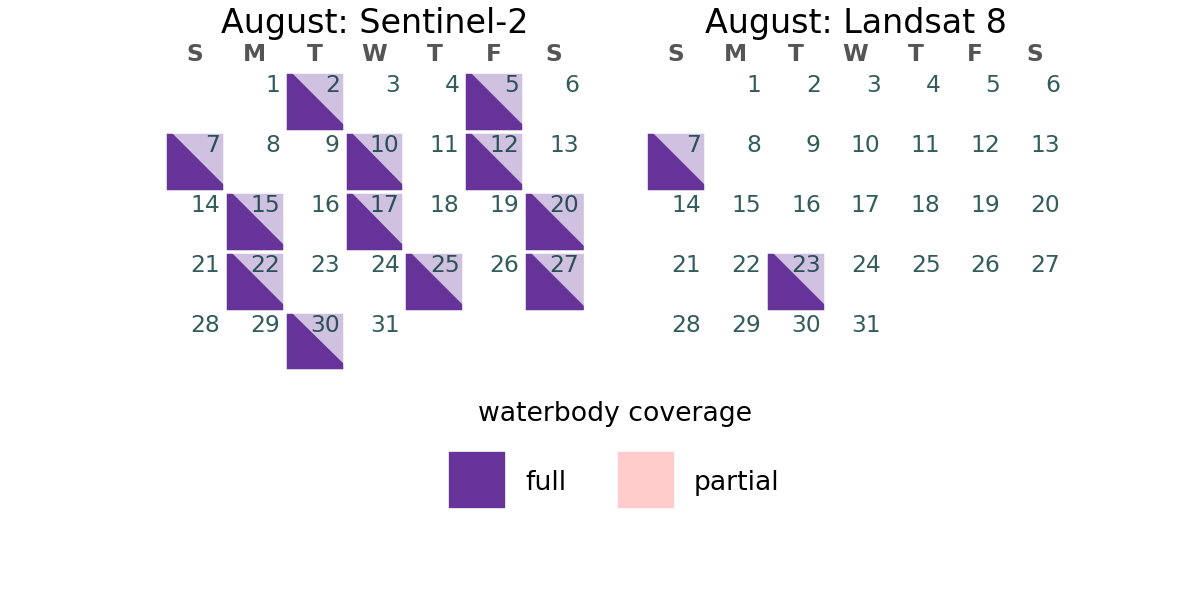 August: Sentinel-2
S M T W T F S
1 2 3 4 5 6
7 8 9 10 11 12 13
14 15 16 17 18 19 20
21 22 23 24 25 26 27
28 29 30 31
August: Landsat 8
S M T W T F S
1 2 3 4 5 6
7 8 9 10 11 12 13
14 15 16 17 18 19 20
21 22 23 24 25 26 27
28 29 30 31
waterbody coverage
full partial